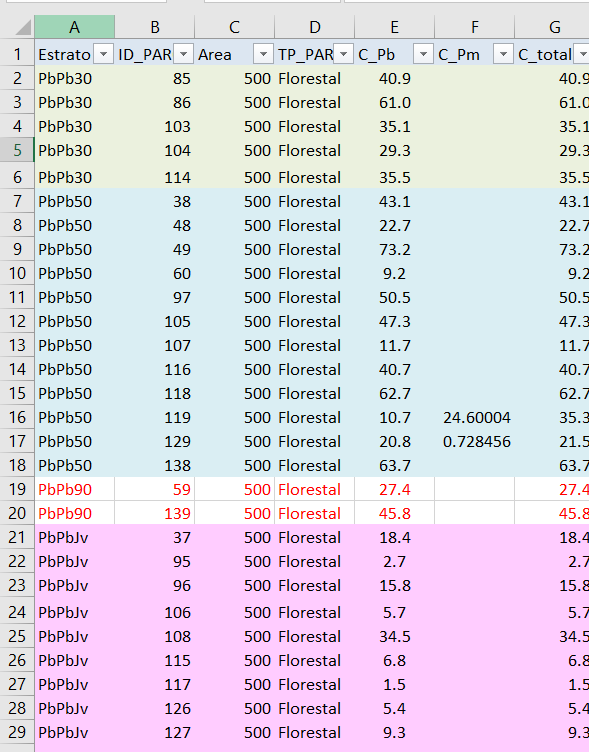 A B C D E F G
1 Estrato ID_PAR Area TP_PAR C_Pb C_Pm C_total
2 PbPb30 85 500 Florestal 40.9 40.9
3 PbPb30 86 500 Florestal 61.0 61.0
4 PbPb30 103 500 Florestal 35.1 35.1
5 PbPb30 104 500 Florestal 29.3 29.3
6 PbPb30 114 500 Florestal 35.5 35.5
7 PbPb50 38 500 Florestal 43.1 43.1
8 PbPb50 48 500 Florestal 22.7 22.7
9 PbPb50 49 500 Florestal 73.2 73.2
10 PbPb50 60 500 Florestal 9.2 9.2
11 PbPb50 97 500 Florestal 50.5 50.5
12 PbPb50 105 500 Florestal 47.3 47.3
13 PbPb50 107 500 Florestal 11.7 11.7
14 PbPb50 116 500 Florestal 40.7 40.7
15 PbPb50 118 500 Florestal 62.7 62.7
16 PbPb50 119 500 Florestal 10.7 24.60004 35.3
17 PbPb50 129 500 Florestal 20.8 0.728456 21.5
18 PbPb50 138 500 Florestal 63.7 63.7
19 PbPb90 59 500 Florestal 27.4 27.4
20 PbPb90 139 500 Florestal 45.8 45.8
21 PbPbJv 37 500 Florestal 18.4 18.4
22 PbPbJv 95 500 Florestal 2.7 2.7
23 PbPbJv 96 500 Florestal 15.8 15.8
24 PbPbJv 106 500 Florestal 5.7 5.7
25 PbPbJv 108 500 Florestal 34.5 34.5
26 PbPbJv 115 500 Florestal 6.8 6.8
27 PbPbJv 117 500 Florestal 1.5 1.5
28 PbPbJv 126 500 Florestal 5.4 5.4
29 PbPbJv 127 500 Florestal 9.3 9.3